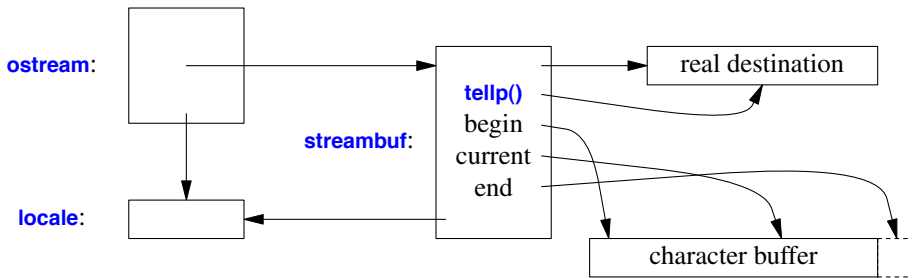 ostream:
real destination
tellp()
begin
streambuf:
current
end
locale:
character buffer